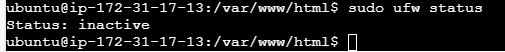 ubuntu@ip-172-31-17-13:/var/www/html$ sudo ufw status
Status: inactive
ubuntu@ip-172-31-17-13:/var/www/html$